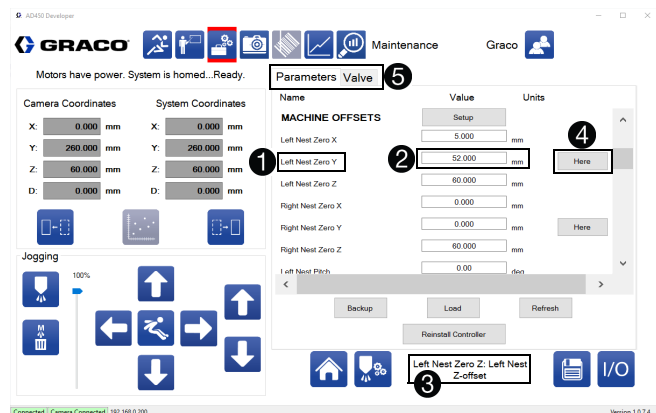 AD450 Developer
GRACO
Maintenance
Graco
Motors have power. System is homed...Ready.
Parameters Valve
5
Camera Coordinates
System Coordinates
X: 0.000 mm X: 0.000 mm
Y: 260.000 mm Y: 260.000 mm
Z: 60.000 mm Z: 60.000 mm
D: 0.000 mm D: 0.000 mm
Name Value Units
MACHINE OFFSETS Setup
Left Nest Zero X 5.000 mm
1 Left Nest Zero Y 2 52.000 mm 4 Here
Left Nest Zero Z 60.000 mm
Right Nest Zero X 0.000 mm
Right Nest Zero Y 0.000 mm Here
Right Nest Zero Z 60.000 mm
Left Nest Pitch 0.00 deg
Jogging
100%
M
A
Backup Load Refresh
Reinstall Controller
Left Nest Zero Z: Left Nest
Z-offset
3
I/O
Connected Camera Connected 192.168.0.200 Version 1.0.7.4